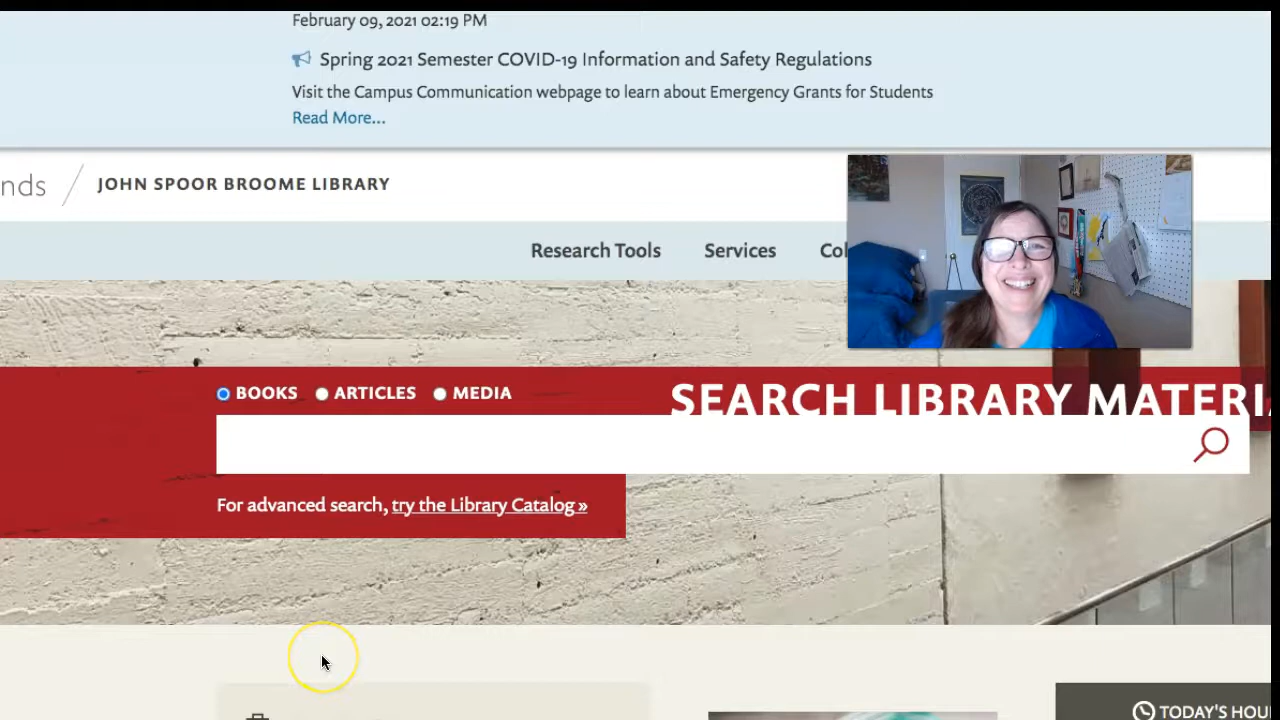 February 09, 2021 02:19 PM
Spring 2021 Semester COVID-19 Information and Safety Regulations
Visit the Campus Communication webpage to learn about Emergency Grants for Students
Read More...
nds / JOHN SPOOR BROOME LIBRARY
Research Tools Services Col
BOOKS ARTICLES MEDIA
SEARCH LIBRARY MATERI
For advanced search, try the Library Catalog »
TODAY'S HOU